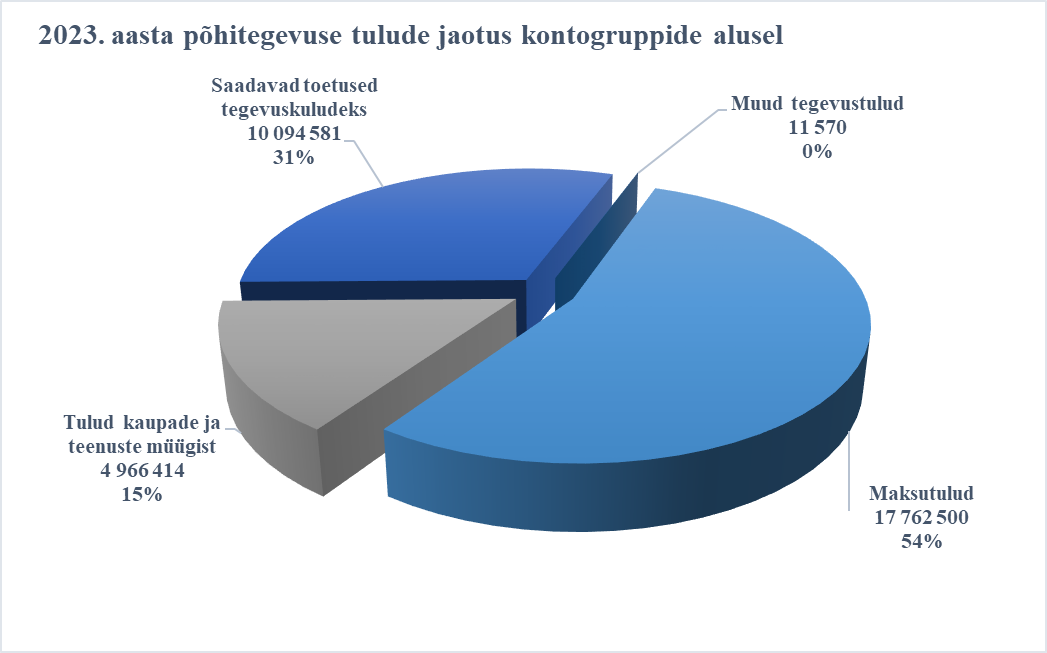 2023. aasta põhitegevuse tulude jaotus kontogruppide alusel
Saadavad toetused
tegevuskuludeks
10 094 581
31%
Muud tegevustulud
11 570
0%
Tulud kaupade ja
teenuste müügist
4 966 414
15%
Maksutulud
17 762 500
54%